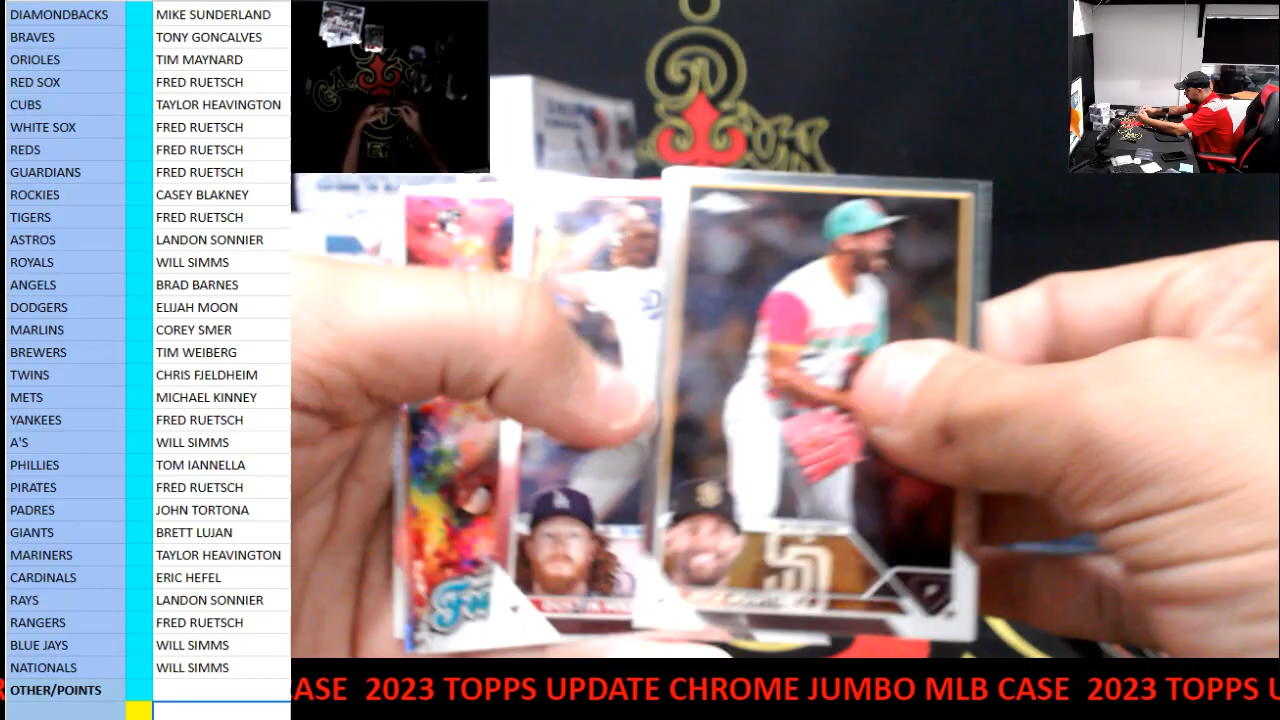 DIAMONDBACKS MIKE SUNDERLAND
BRAVES TONY GONCALVES
ORIOLES TIM MAYNARD
RED SOX FRED RUETSCH
CUBS TAYLOR HEAVINGTON
WHITE SOX FRED RUETSCH
REDS FRED RUETSCH
GUARDIANS FRED RUETSCH
ROCKIES CASEY BLAKNEY
TIGERS FRED RUETSCH
ASTROS LANDON SONNIER
ROYALS WILL SIMMS
ANGELS BRAD BARNES
DODGERS ELIJAH MOON
MARLINS COREY SMER
BREWERS TIM WEIBERG
TWINS CHRIS FJELDHEIM
METS MICHAEL KINNEY
YANKEES FRED RUETSCH
A'S WILL SIMMS
PHILLIES TOM IANNELLA
PIRATES FRED RUETSCH
PADRES JOHN TORTONA
GIANTS BRETT LUJAN
MARINERS TAYLOR HEAVINGTON
CARDINALS ERIC HEFEL
RAYS LANDON SONNIER
RANGERS FRED RUETSCH
BLUE JAYS WILL SIMMS
NATIONALS WILL SIMMS
OTHER/POINTS
ASE 2023 TOPPS UPDATE CHROME JUMBO MLB CASE 2023 TOPPS U